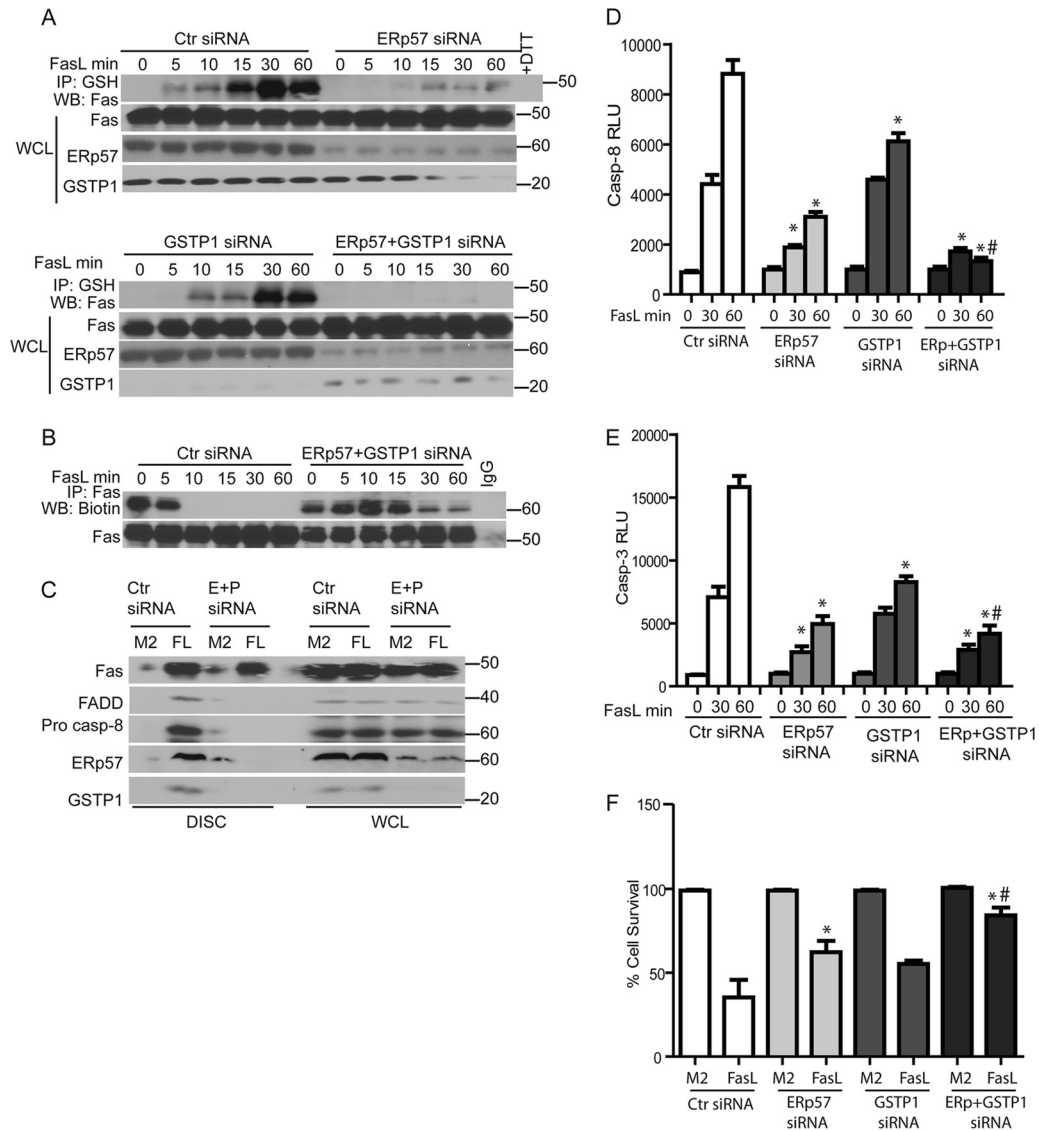 A
Ctr siRNA ERp57 siRNA +DTT
FasL min 0 5 10 15 30 60 0 5 10 15 30 60
IP: GSH
WB: Fas
50
Fas 50
WCL
ERp57 60
GSTP1 20
GSTP1 siRNA ERp57+GSTP1 siRNA
FasL min 0 5 10 15 30 60 0 5 10 15 30 60
IP: GSH
WB: Fas
50
Fas 50
WCL
ERp57 60
GSTP1 20
B
Ctr siRNA ERp57+GSTP1 siRNA IgG
FasL min 0 5 10 15 30 60 0 5 10 15 30 60
IP: Fas
WB: Biotin 60
Fas 50
C
Ctr siRNA E+P siRNA Ctr siRNA E+P siRNA
M2 FL M2 FL M2 FL M2 FL
Fas 50
FADD 40
Pro casp-8 60
ERp57 60
GSTP1 20
DISC WCL
D
Casp-8 RLU
10000
8000
6000
4000
2000
0
* * * * *#
FasL min 0 30 60 0 30 60 0 30 60 0 30 60
Ctr siRNA ERp57 siRNA GSTP1 siRNA ERp+GSTP1 siRNA
E
Casp-3 RLU
20000
15000
10000
5000
0
* * * * *#
FasL min 0 30 60 0 30 60 0 30 60 0 30 60
Ctr siRNA ERp57 siRNA GSTP1 siRNA ERp+GSTP1 siRNA
F
% Cell Survival
150
100
50
0
* *#
M2 FasL M2 FasL M2 FasL M2 FasL
Ctr siRNA ERp57 siRNA GSTP1 siRNA ERp+GSTP1 siRNA